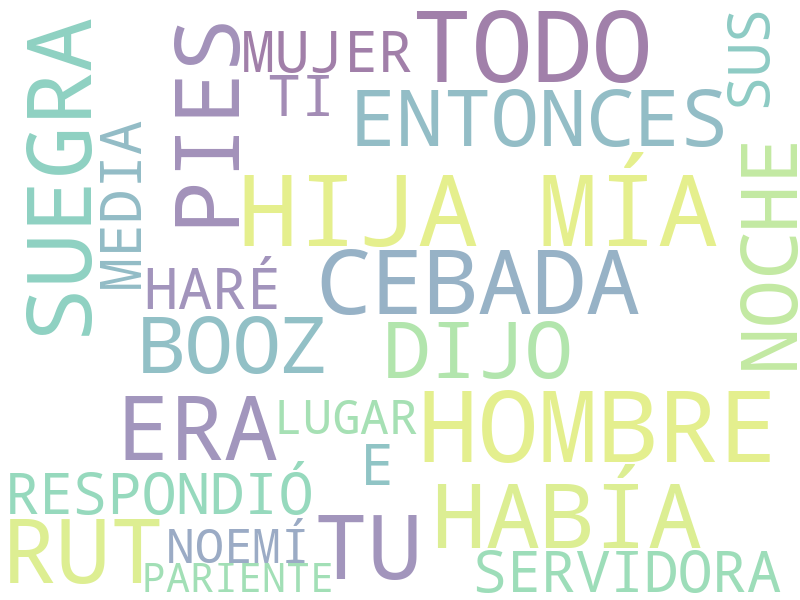 SUEGRA
PIES
MUJER
TODO
SUS
TI
ENTONCES
MEDIA
HIJA MÍA
NOCHE
HARÉ
CEBADA
BOOZ
DIJO
ERA
LUGAR
HOMBRE
E
RESPONDIÓ
HABÍA
RUT
NOEMÍ
TU
SERVIDORA
PARIENTE